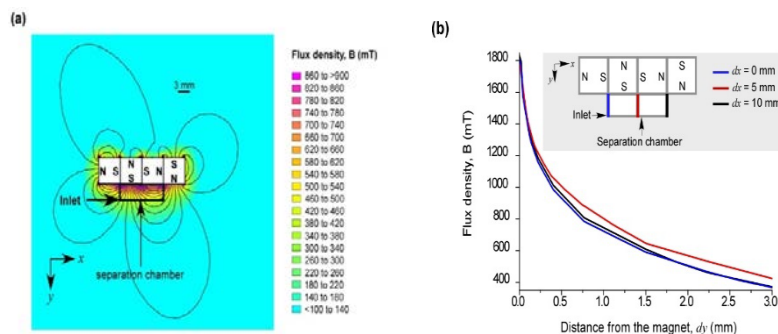 (a)
Flux density, B (mT)
860 to >900
820 to 860
780 to 820
740 to 780
700 to 740
660 to 700
620 to 660
580 to 620
540 to 580
500 to 540
460 to 500
420 to 460
380 to 420
340 to 380
300 to 340
260 to 300
220 to 260
180 to 220
140 to 180
<100 to 140
3 mm
N S N S S N S N
Inlet
separation chamber
x
y
(b)
Flux density, B (mT)
1800
1600
1400
1200
1000
800
600
400
0.0 0.5 1.0 1.5 2.0 2.5 3.0
Distance from the magnet, dy (mm)
x
y
N S N S S N S N
Inlet
Separation chamber
dx = 0 mm
dx = 5 mm
dx = 10 mm